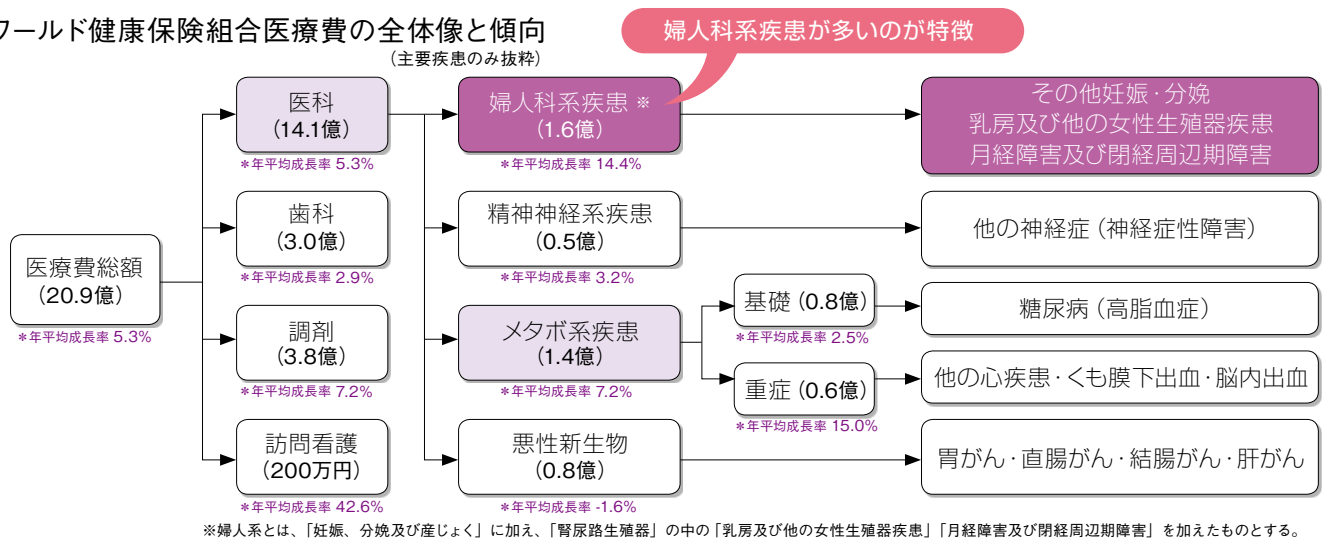 ワールド健康保険組合医療費の全体像と傾向
(主要疾患のみ抜粋)
婦人科系疾患が多いのが特徴
医療費総額
(20.9億)
*年平均成長率 5.3%
医科
(14.1億)
*年平均成長率 5.3%
歯科
(3.0億)
*年平均成長率 2.9%
調剤
(3.8億)
*年平均成長率 7.2%
訪問看護
(200万円)
*年平均成長率 42.6%
婦人科系疾患 ※
(1.6億)
*年平均成長率 14.4%
精神神経系疾患
(0.5億)
*年平均成長率 3.2%
メタボ系疾患
(1.4億)
*年平均成長率 7.2%
悪性新生物
(0.8億)
*年平均成長率 -1.6%
基礎 (0.8億)
*年平均成長率 2.5%
重症 (0.6億)
*年平均成長率 15.0%
その他妊娠・分娩
乳房及び他の女性生殖器疾患
月経障害及び閉経周辺期障害
他の神経症 (神経症性障害)
糖尿病 (高脂血症)
他の心疾患・くも膜下出血・脳内出血
胃がん・直腸がん・結腸がん・肝がん
※婦人系とは、「妊娠、分娩及び産じょく」に加え、「腎尿路生殖器」の中の「乳房及び他の女性生殖器疾患」「月経障害及び閉経周辺期障害」を加えたものとする。